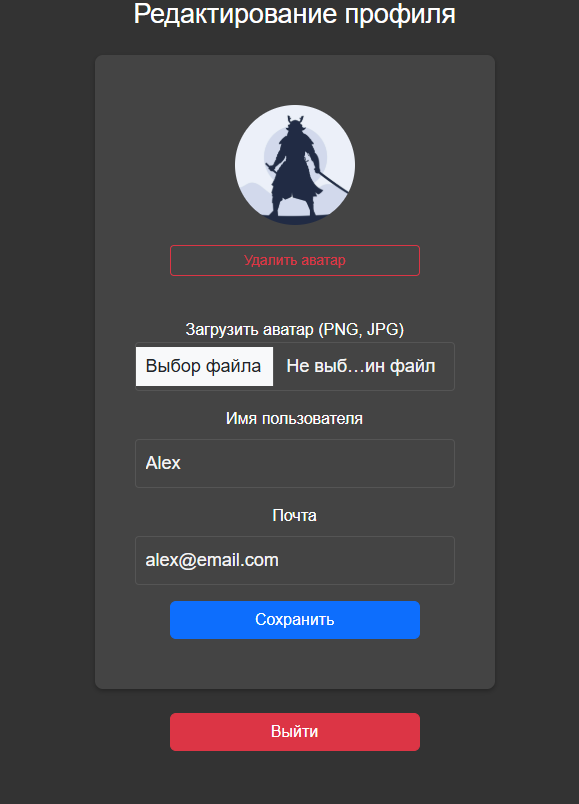 Редактирование профиля
Удалить аватар
Загрузить аватар (PNG, JPG)
Выбор файла Не выб…ин файл
Имя пользователя
Alex
Почта
alex@email.com
Сохранить
Выйти